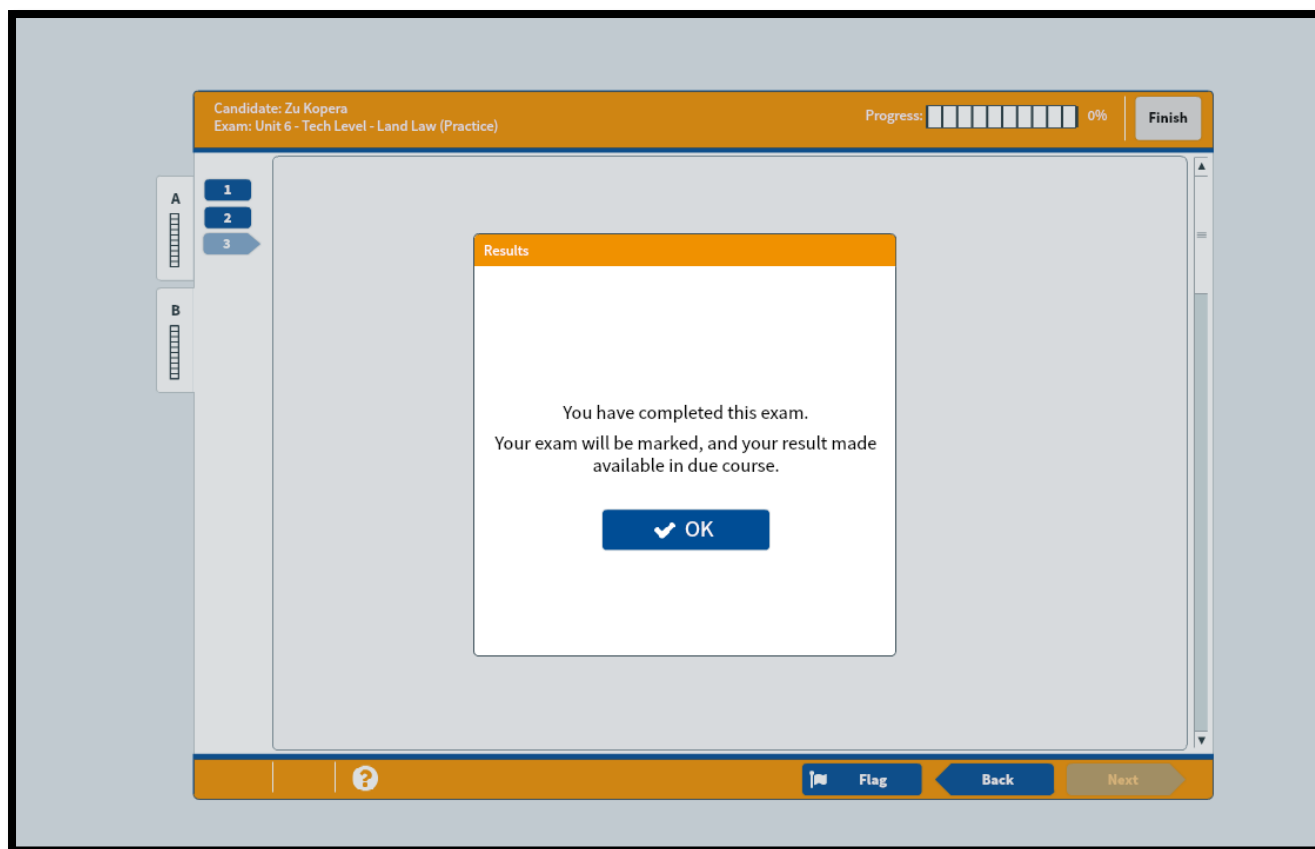 Candidate: Zu Kopera
Exam: Unit 6 - Tech Level - Land Law (Practice)
Progress:
0%
Finish
A
B
1
2
3
Results
You have completed this exam.
Your exam will be marked, and your result made
available in due course.
OK
?
Flag
Back
Next